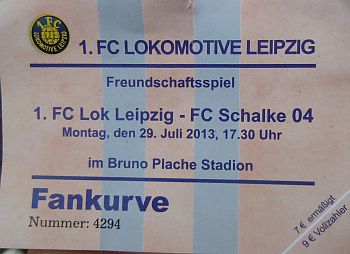 1. FC
LOKOMOTIVE LEIPZIG
1. FC LOKOMOTIVE LEIPZIG
Freundschaftsspiel
1. FC Lok Leipzig - FC Schalke 04
Montag, den 29. Juli 2013, 17.30 Uhr
im Bruno Plache Stadion
Fankurve
Nummer: 4294
7 € ermäßigt
9 € Vollzahler